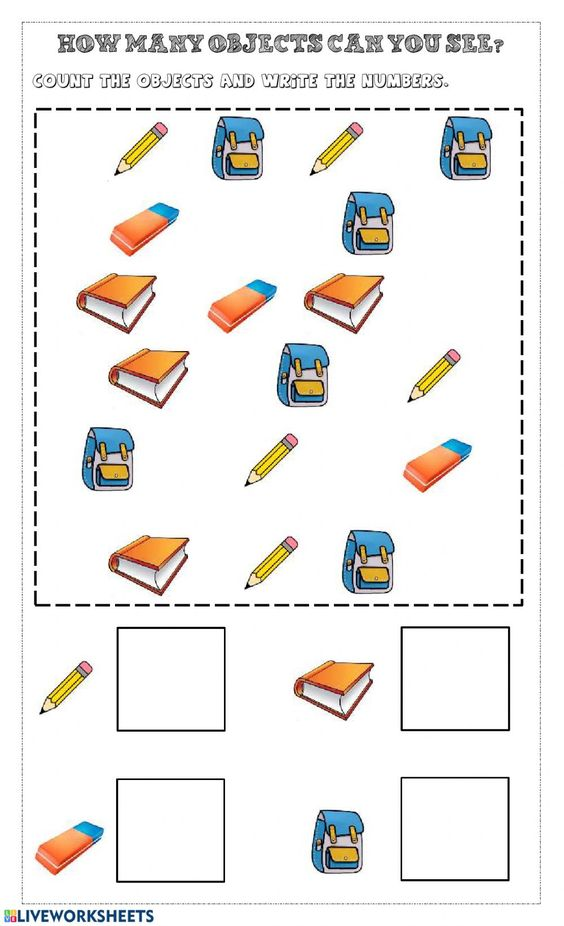 HOW MANY OBJECTS CAN YOU SEE?
COUNT THE OBJECTS AND WRITE THE NUMBERS.
LIVEWORKSHEETS